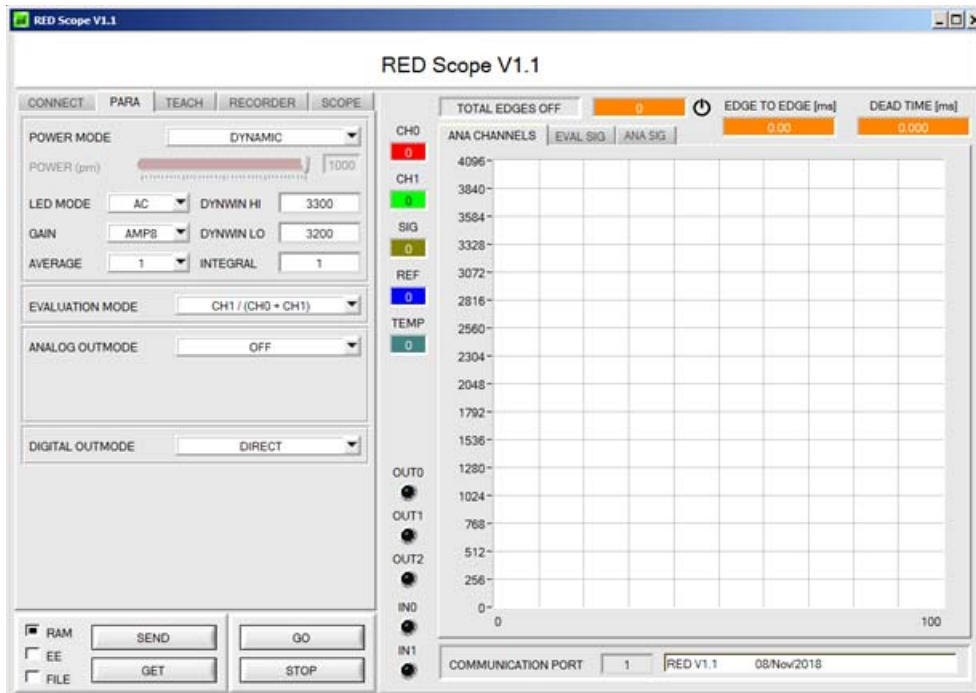 RED Scope V1.1
RED Scope V1.1
CONNECT PARA TEACH RECORDER SCOPE
POWER MODE DYNAMIC
POWER (pm) 1000
LED MODE AC DYNWIN HI 3300
GAIN AMP8 DYNWIN LO 3200
AVERAGE 1 INTEGRAL 1
EVALUATION MODE CH1 / (CH0 + CH1)
ANALOG OUTMODE OFF
DIGITAL OUTMODE DIRECT
RAM SEND GO
EE
FILE GET STOP
CH0
0
CH1
0
SIG
0
REF
0
TEMP
0
OUT0
OUT1
OUT2
IN0
IN1
TOTAL EDGES OFF 0 EDGE TO EDGE [ms] DEAD TIME [ms]
0.00 0.000
ANA CHANNELS EVAL SIG ANA SIG
4096
3840
3584
3328
3072
2816
2560
2304
2048
1792
1536
1280
1024
768
512
256
0
0 100
COMMUNICATION PORT 1 RED V1.1 08/Nov/2018